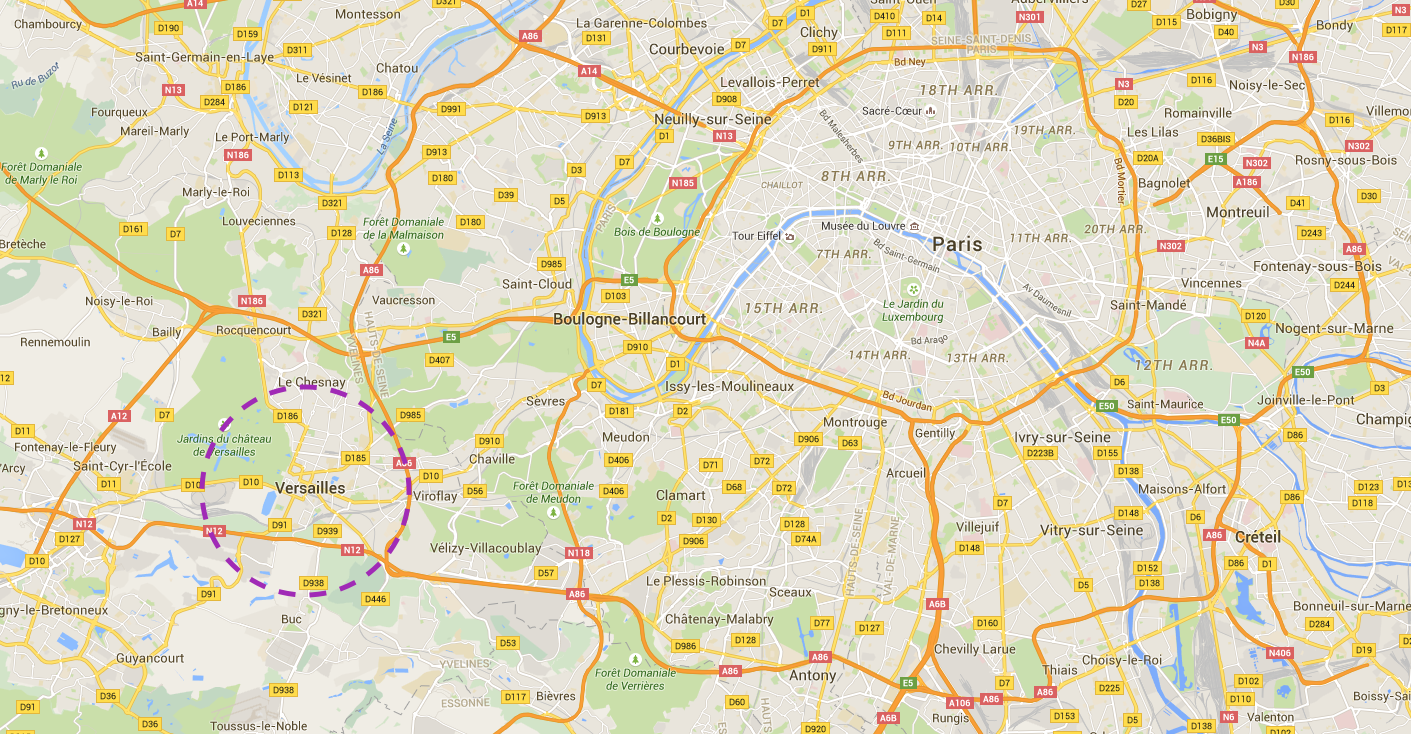 A14
D321
D1
Saint-Ouen
Aubervilliers
D27
D30
N3
Chambourcy
D190
Montesson
La Garenne-Colombes
D7
D410
D14
N301
D115
Bobigny
Bondy
D159
A86
D131
Clichy
D111
D40
D117
D311
Courbevoie
D7
D911
SEINE-SAINT-DENIS
PARIS
N3
N186
Saint-Germain-en-Laye
Chatou
Bd Ney
Ru de Buzot
Le Vésinet
A14
Levallois-Perret
N3
D116
Noisy-le-Sec
N13
D186
D186
18TH ARR.
D284
D121
D991
D908
D20
Fourqueux
D913
Sacré-Cœur
Romainville
Villemo
Mareil-Marly
Neuilly-sur-Seine
Bd Malesherbes
19TH ARR.
Les Lilas
D116
Le Port-Marly
La Seine
D1
N13
D36BIS
9TH ARR.
10TH ARR.
N302
Forêt Domaniale
de Marly le Roi
N186
D913
D7
D20A
E15
N302
Rosny-sous-Bois
D113
D180
D3
N185
CHAILLOT
8TH ARR.
Bd Mortier
Bagnolet
A186
Marly-le-Roi
D39
D5
D30
D321
PARIS
D41
Louveciennes
Forêt Domaniale
de la Malmaison
D180
Montreuil
D161
D7
D128
Bois de Boulogne
Tour Eiffel
Musée du Louvre
20TH ARR.
D243
Bretèche
Paris
11TH ARR.
N302
A86
7TH ARR.
Bd Saint-Germain
A86
D985
Fontenay-sous-Bois
Saint-Cloud
E5
Vincennes
D244
Noisy-le-Roi
N186
Vaucresson
D103
15TH ARR.
Le Jardin du
Luxembourg
Av Daumesnil
Saint-Mandé
D321
Boulogne-Billancourt
D120
Bailly
Rocquencourt
Nogent-sur-Marne
Rennemoulin
HAUTS-DE-SEINE
YVELINES
E5
D910
Bd Arago
N4A
D407
D1
14TH ARR.
13TH ARR.
12TH ARR.
E50
12
Le Chesnay
D7
Issy-les-Moulineaux
D6
D3
Sèvres
Bd Jourdan
E50
Saint-Maurice
Joinville-le-Pont
A12
D7
D186
D985
D181
D2
Montrouge
E50
Champig
D11
Jardins du château
de Versailles
Meudon
Gentilly
Ivry-sur-Seine
D86
Fontenay-le-Fleury
D910
D906
D63
D223B
D155
'Arcy
Saint-Cyr-l'École
D185
A86
Chaville
D406
D71
D72
Arcueil
D138
D11
D10
D10
Versailles
D10
Viroflay
D56
Forêt Domaniale
de Meudon
D406
Clamart
D68
D72
Maisons-Alfort
D123
D13
D86
D118
D7
N12
D91
N12
D939
D2
D130
D128
Villejuif
D148
D6
D127
D906
D74A
Vitry-sur-Seine
A86
Créteil
D10
N12
Vélizy-Villacoublay
N118
D148
D57
HAUTS-DE-SEINE
VAL-DE-MARNE
D152
D86
D1
D938
Le Plessis-Robinson
D138
D5
D91
D446
A86
Sceaux
A6B
gny-le-Bretonneux
Bonneuil-sur-Marne
Buc
Châtenay-Malabry
D77
D127
D160
D284
D53
D986
D128
Guyancourt
A86
Chevilly Larue
N406
D19
YVELINES
ESSONNE
Forêt Domaniale
de Verrières
A86
Antony
Choisy-le-Roi
Thiais
D36
D938
D117
Bièvres
E5
D7
D225
D102
D91
D60
A106
A86
A86
D110
Boissy-Sai
D36
Toussus-le-Noble
A6B
Rungis
D153
D5
D138
N6
Valenton
D920
D102